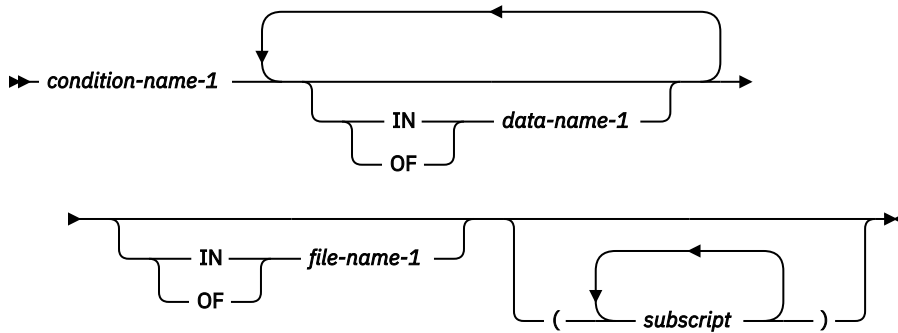 condition-name-1
IN data-name-1
OF
IN file-name-1
OF
( subscript )